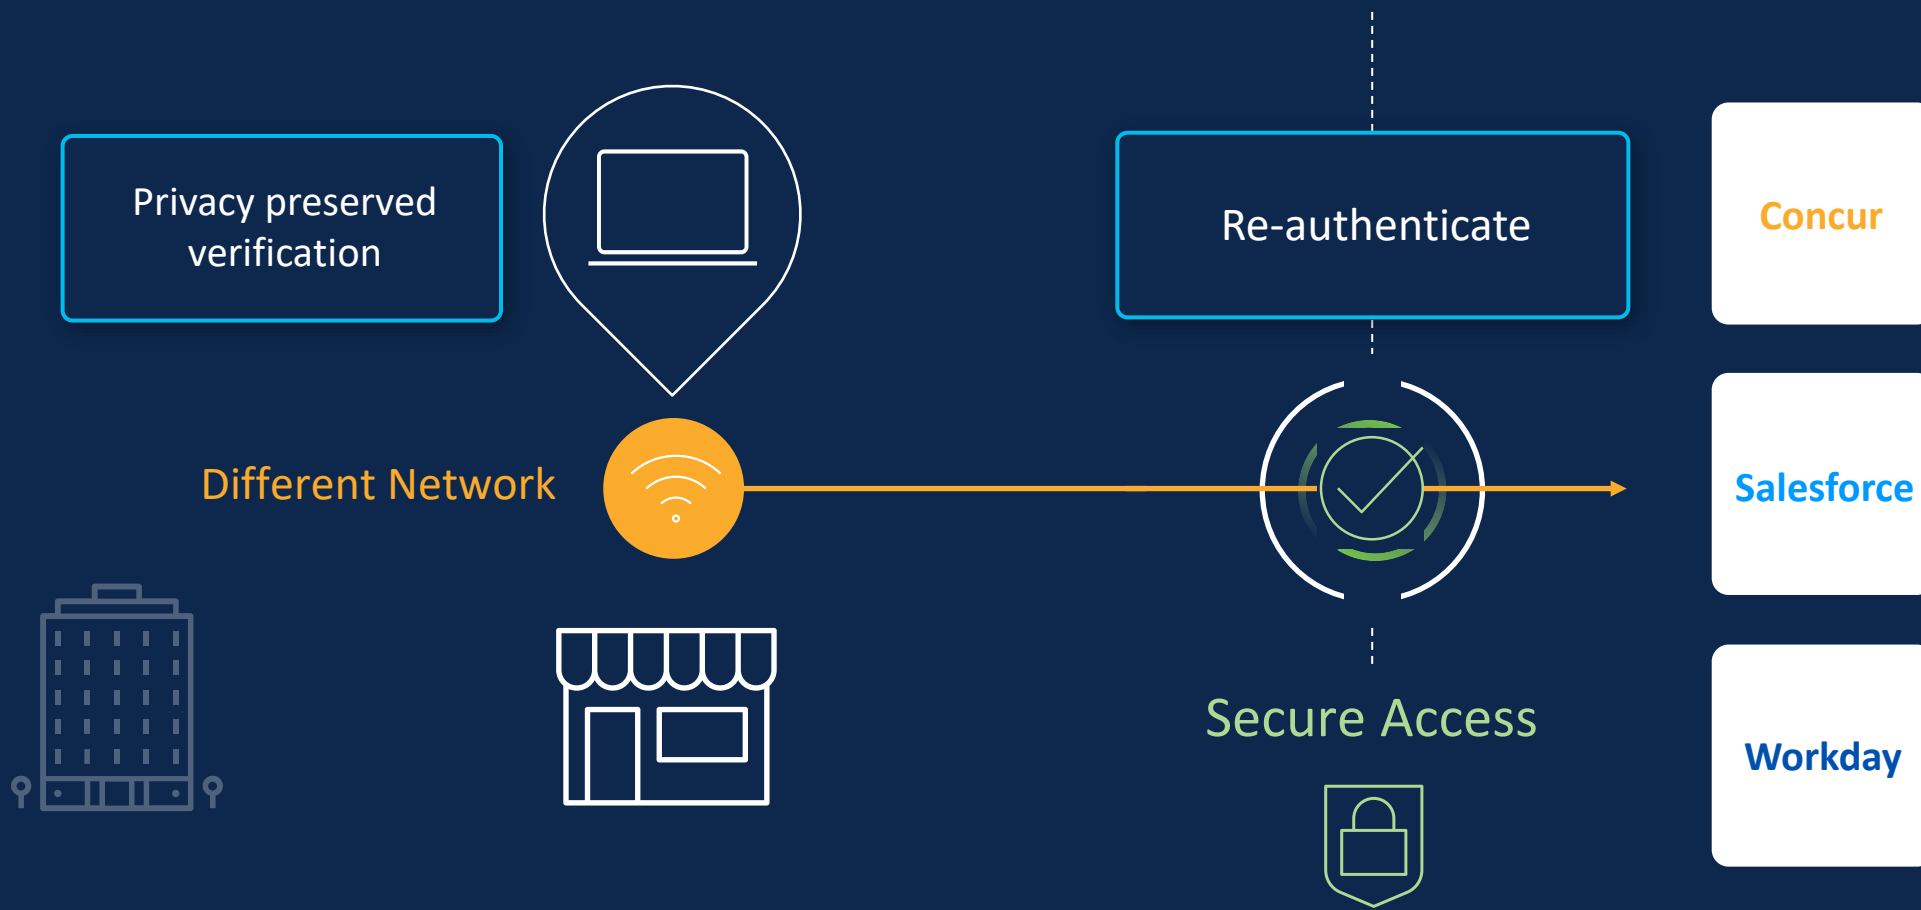 Privacy preserved
verification
Re-authenticate
Concur
Different Network
Salesforce
Secure Access
Workday